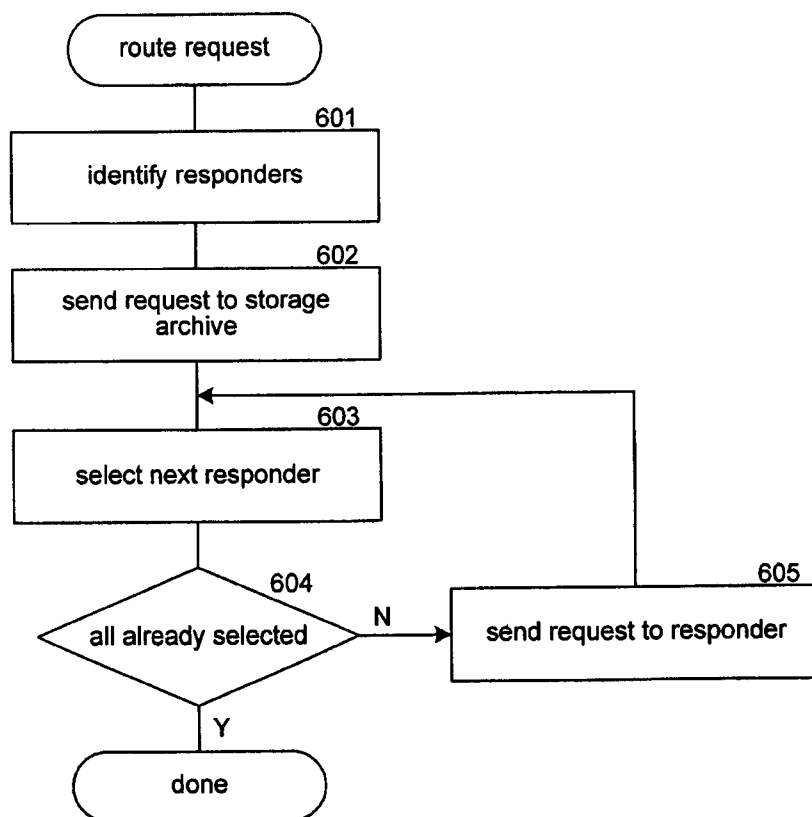 route request
601
identify responders
602
send request to storage
archive
603
select next responder
604
all already selected
N
605
send request to responder
Y
done